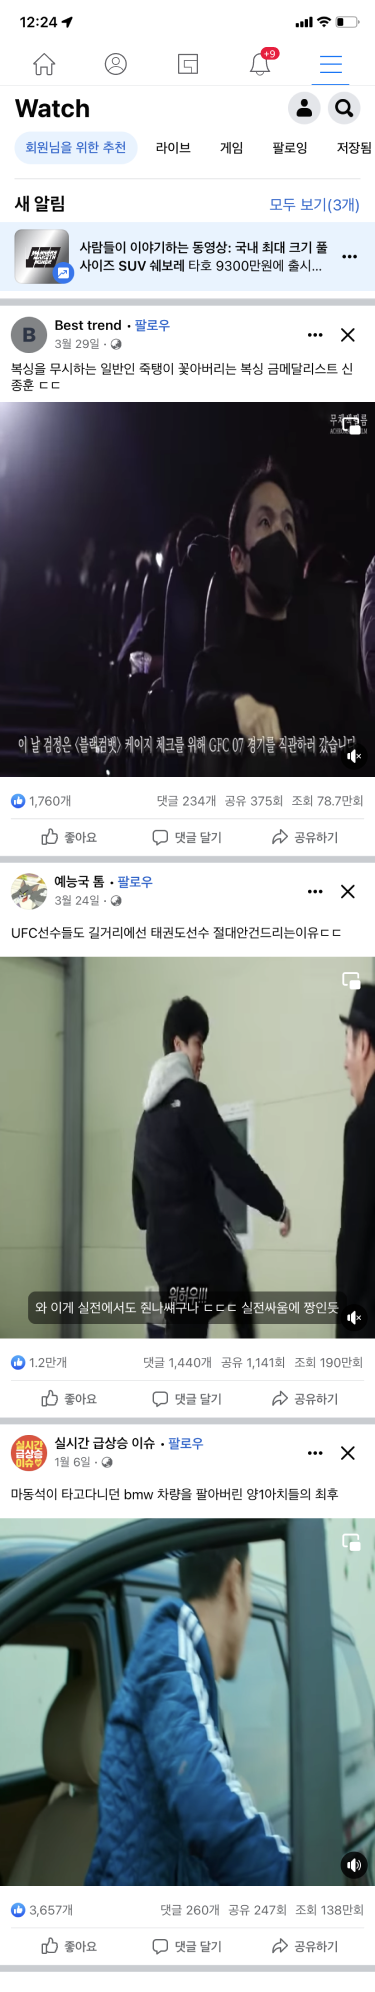 12:24
+9
Watch
회원님을 위한 추천 라이브 게임 팔로잉 저장됨
새 알림 모두 보기(3개)
사람들이 이야기하는 동영상: 국내 최대 크기 풀
사이즈 SUV 쉐보레 타호 9300만원에 출시...
B
Best trend · 팔로우
3월 29일 ·
복싱을 무시하는 일반인 죽탱이 꽃아버리는 복싱 금메달리스트 신
종훈 ㄷㄷ
이 날 검정은 <블랙컴뱃> 케이지 체크를 위해 GFC 07 경기를 직관하러 갔습니다
1,760개 댓글 234개 공유 375회 조회 78.7만회
좋아요 댓글 달기 공유하기
예능국 톰 · 팔로우
3월 24일 ·
UFC선수들도 길거리에선 태권도선수 절대안건드리는이유ㄷㄷ
워허우!!!
와 이게 실전에서도 쥔나쌔구나 ㄷㄷㄷ 실전싸움에 짱인듯
1.2만개 댓글 1,440개 공유 1,141회 조회 190만회
좋아요 댓글 달기 공유하기
실시간
급상승
이슈
실시간 급상승 이슈 · 팔로우
1월 6일 ·
마동석이 타고다니던 bmw 차량을 팔아버린 양1아치들의 최후
3,657개 댓글 260개 공유 247회 조회 138만회
좋아요 댓글 달기 공유하기